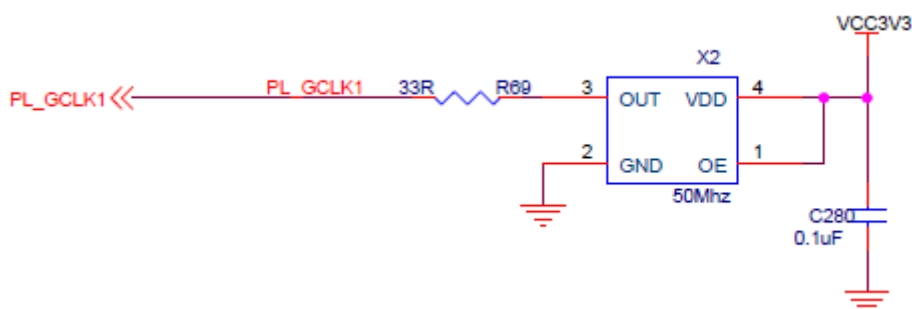 VCC3V3
X2
PL_GCLK1 PL_GCLK1 33R R69 3 OUT VDD 4
2 GND OE 1
50Mhz
C280
0.1uF